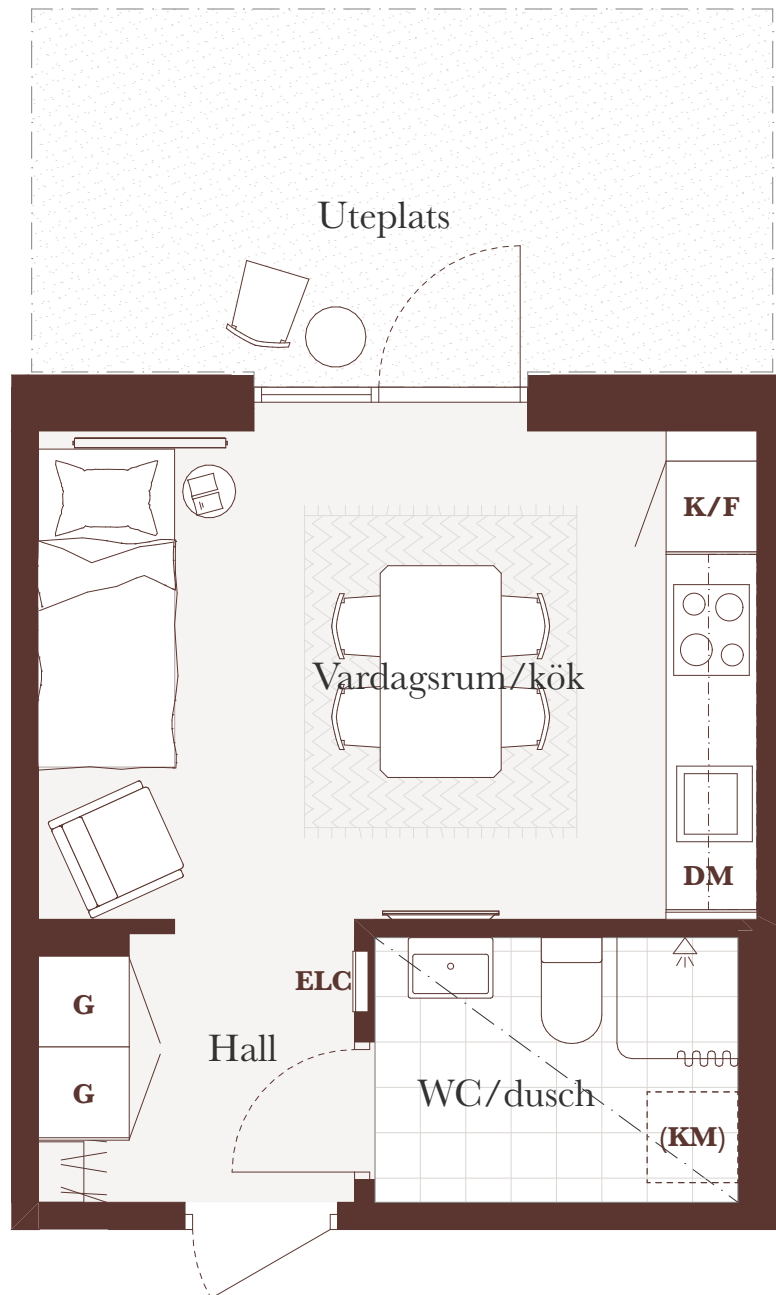 Uteplats
K/F
Vardagsrum/kök
DM
ELC
G
Hall
G
WC/dusch
(KM)